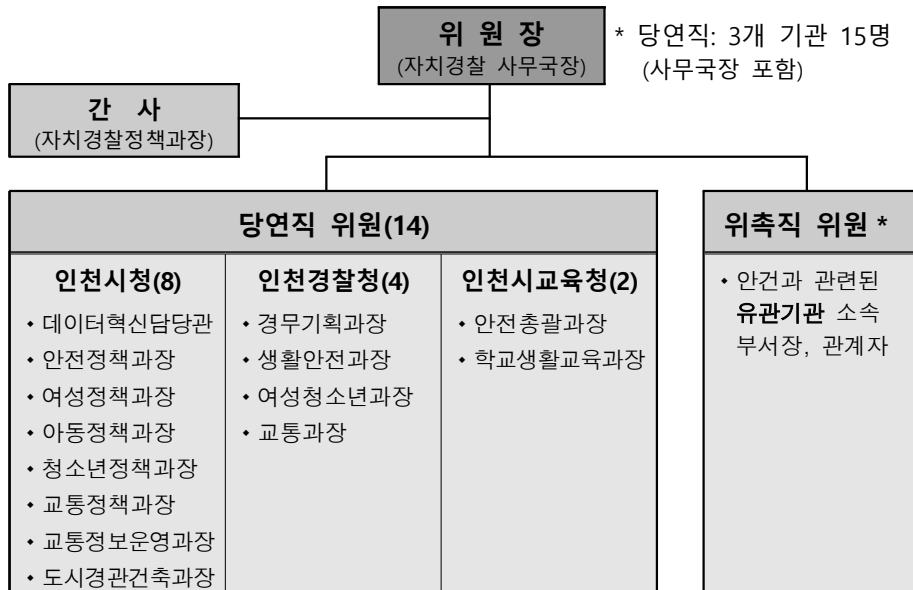 위 원 장
(자치경찰 사무국장)
* 당연직: 3개 기관 15명
(사무국장 포함)
간 사
(자치경찰정책과장)
당연직 위원(14)
인천시청(8)
• 데이터혁신담당관
• 안전정책과장
• 여성정책과장
• 아동정책과장
• 청소년정책과장
• 교통정책과장
• 교통정보운영과장
• 도시경관건축과장
인천경찰청(4)
• 경무기획과장
• 생활안전과장
• 여성청소년과장
• 교통과장
인천시교육청(2)
• 안전총괄과장
• 학교생활교육과장
위촉직 위원 *
• 안건과 관련된
유관기관 소속
부서장, 관계자